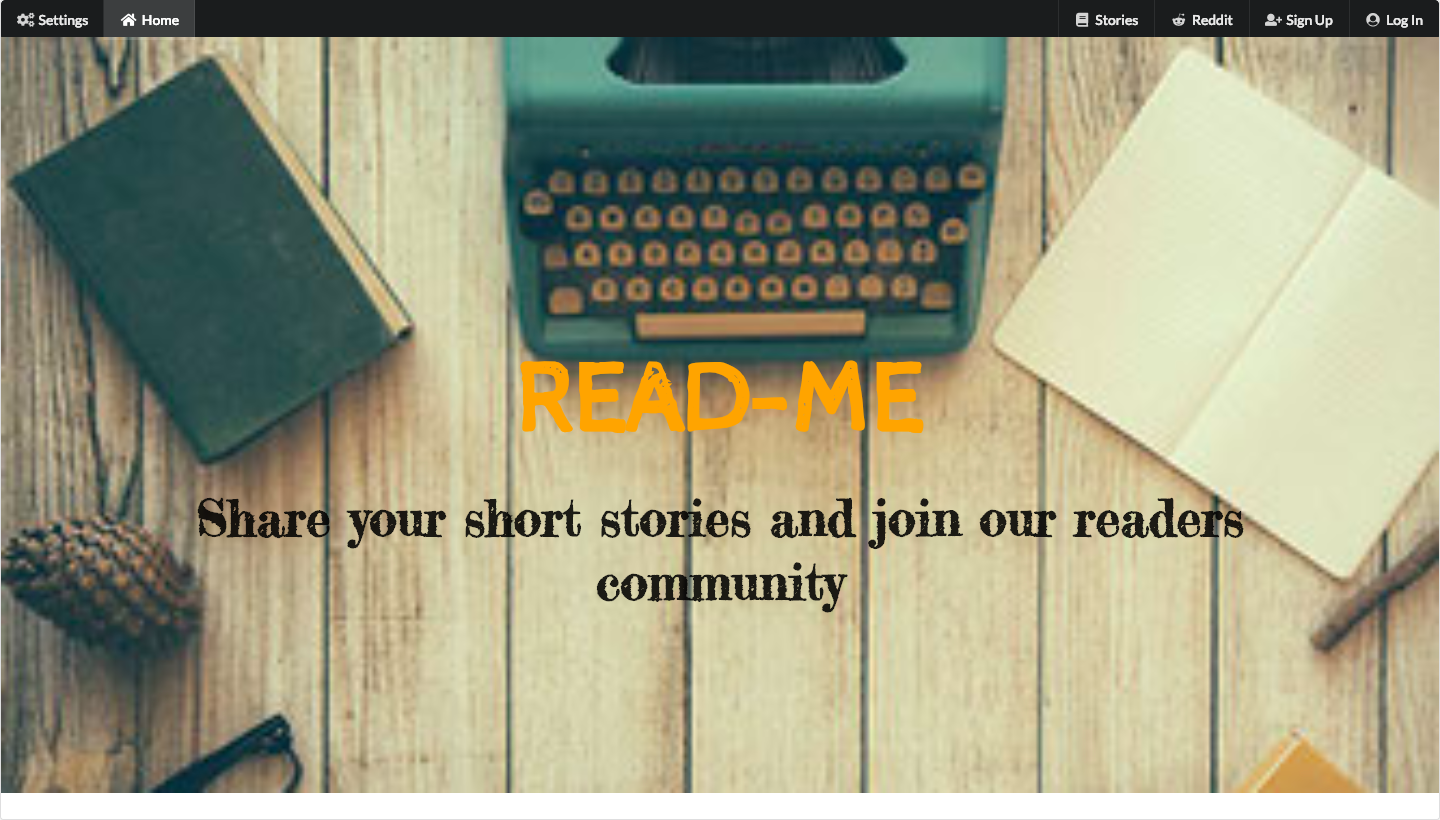 Settings
Home
Stories
Reddit
Sign Up
Log In
READ-ME
Share your short stories and join our readers
community